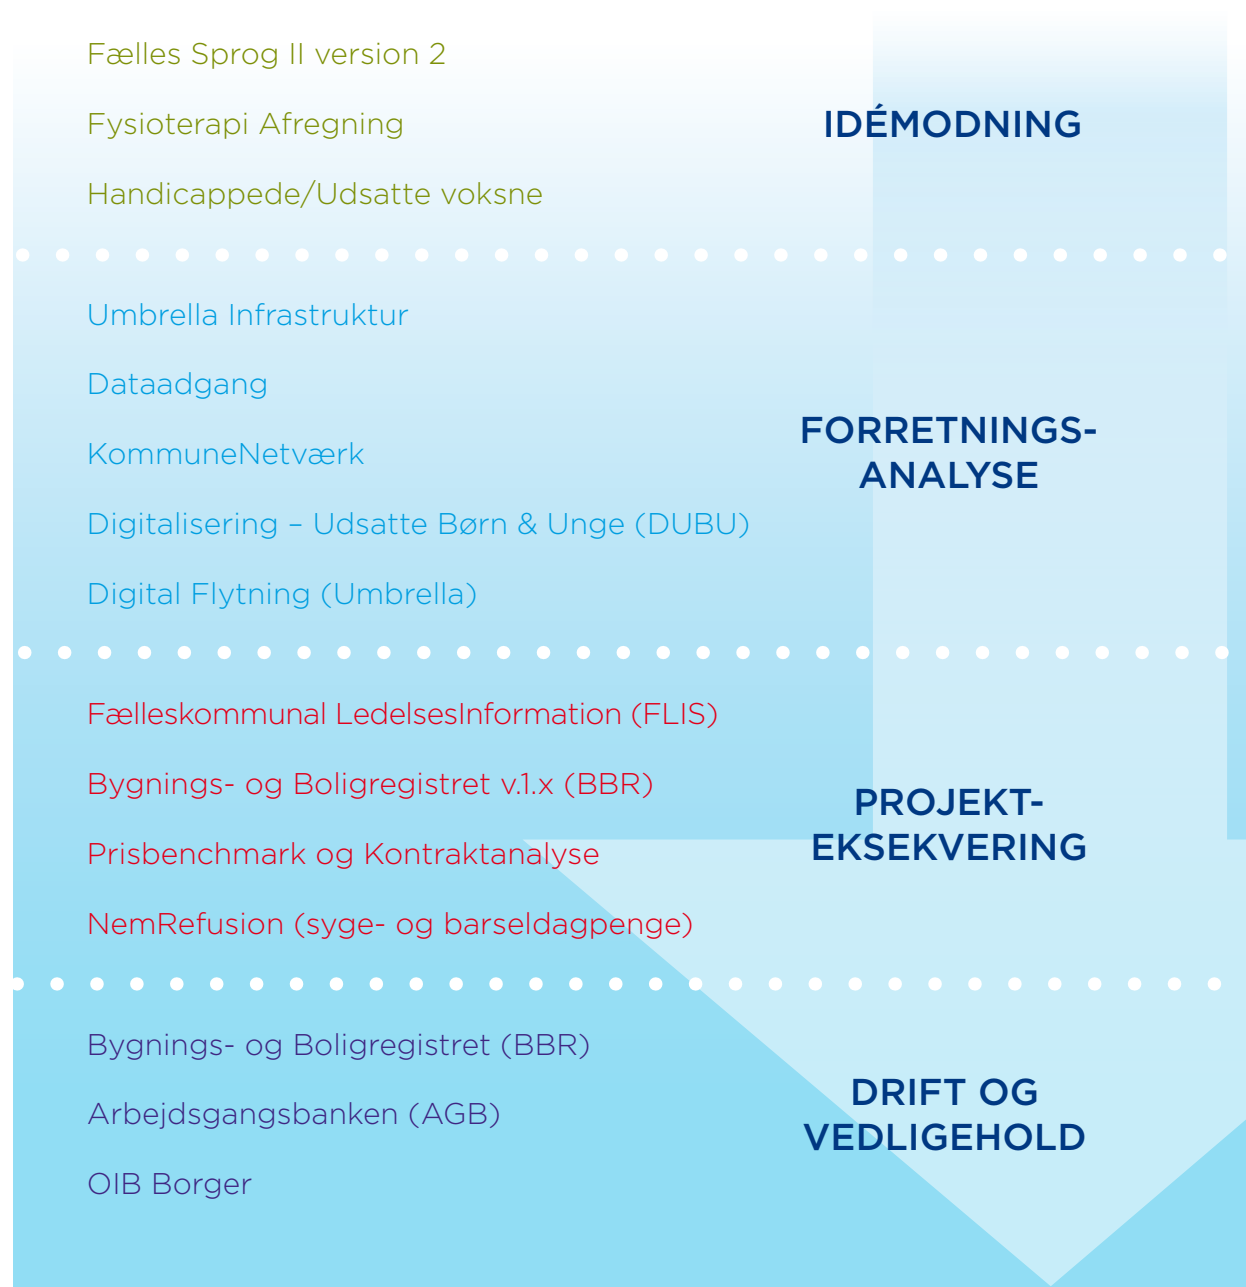 Fælles Sprog II version 2
Fysioterapi Afregning
Handicappede/Udsatte voksne
IDÉMODNING
Umbrella Infrastruktur
Dataadgang
KommuneNetværk
Digitalisering – Udsatte Børn & Unge (DUBU)
Digital Flytning (Umbrella)
FORRETNINGS-
ANALYSE
Fælleskommunal LedelsesInformation (FLIS)
Bygnings- og Boligregistret v.1.x (BBR)
Prisbenchmark og Kontraktanalyse
NemRefusion (syge- og barseldagpenge)
PROJEKT-
EKSEKVERING
Bygnings- og Boligregistret (BBR)
Arbejdsgangsbanken (AGB)
OIB Borger
DRIFT OG
VEDLIGEHOLD